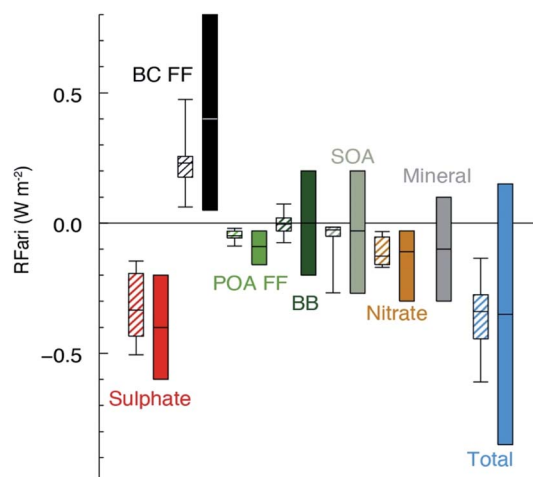 BC FF
0.5
SOA
Mineral
RFari (W m-2)
0.0
POA FF
BB
Nitrate
−0.5
Sulphate
Total